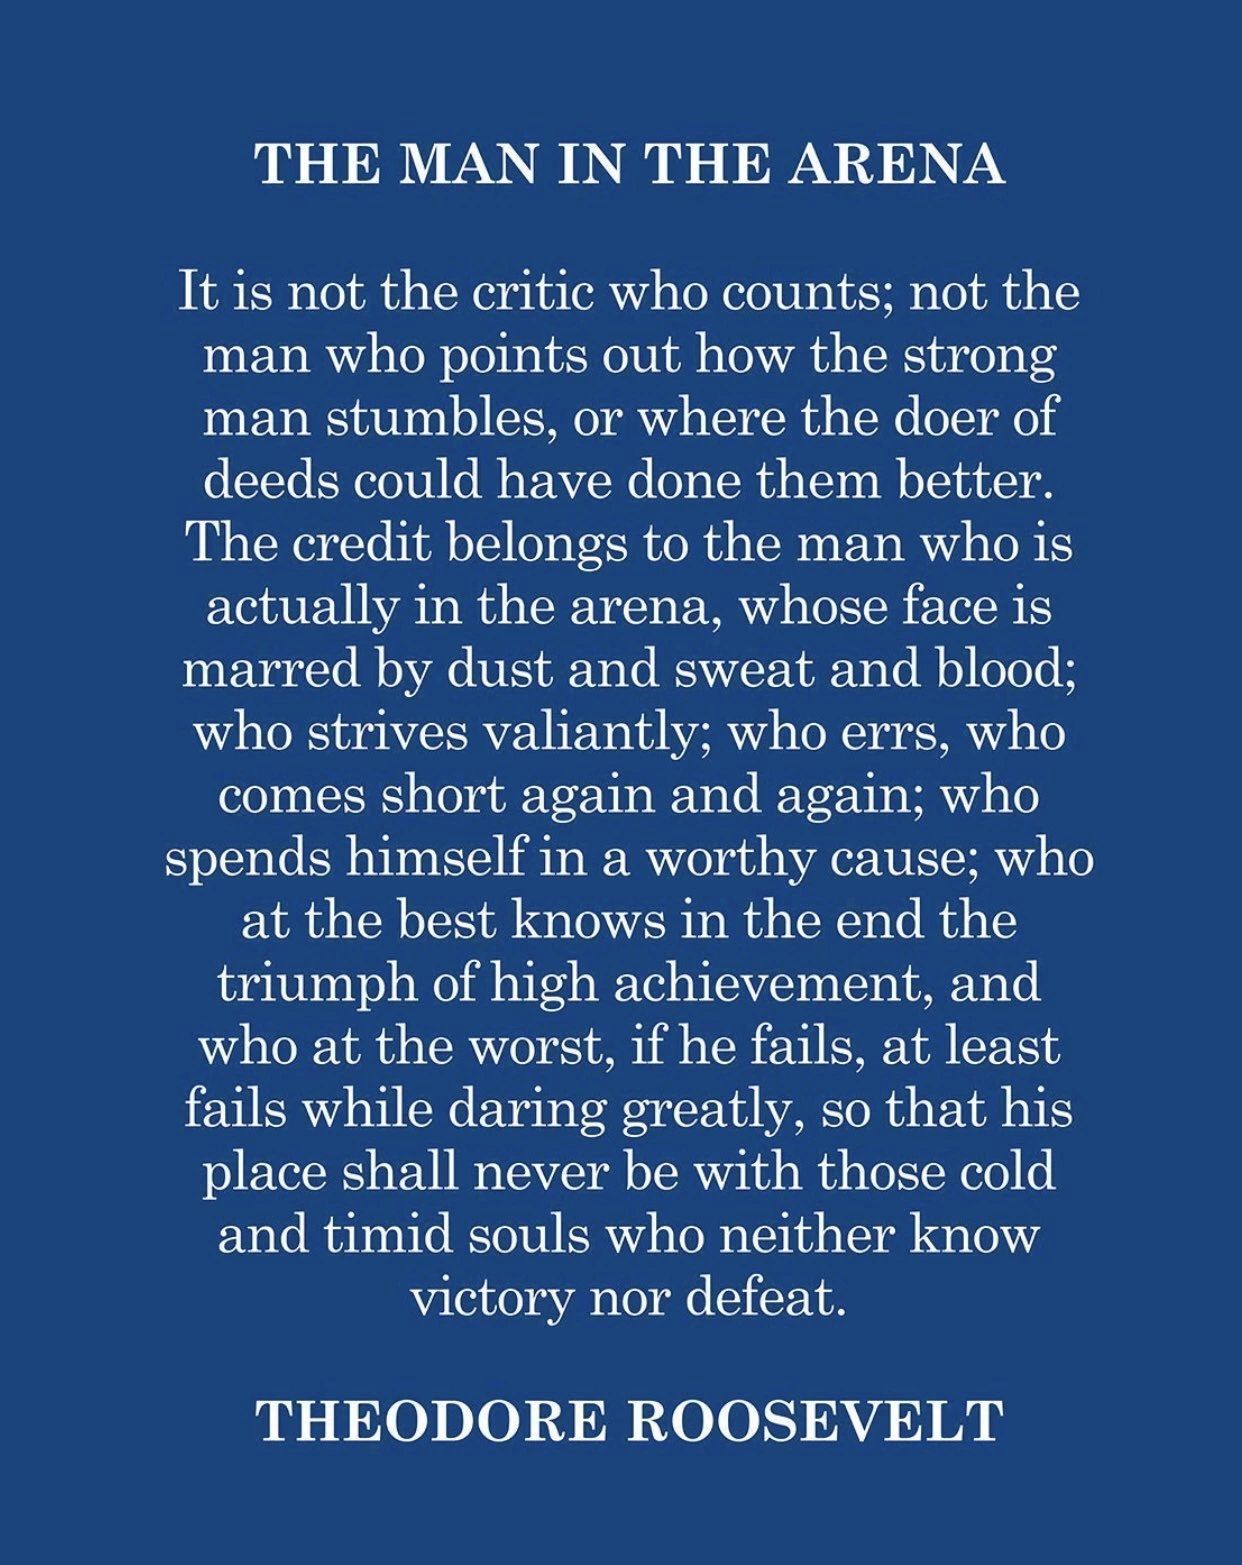 THE MAN IN THE ARENA
It is not the critic who counts; not the
man who points out how the strong
man stumbles, or where the doer of
deeds could have done them better.
The credit belongs to the man who is
actually in the arena, whose face is
marred by dust and sweat and blood;
who strives valiantly; who errs, who
comes short again and again; who
spends himself in a worthy cause; who
at the best knows in the end the
triumph of high achievement, and
who at the worst, if he fails, at least
fails while daring greatly, so that his
place shall never be with those cold
and timid souls who neither know
victory nor defeat.
THEODORE ROOSEVELT